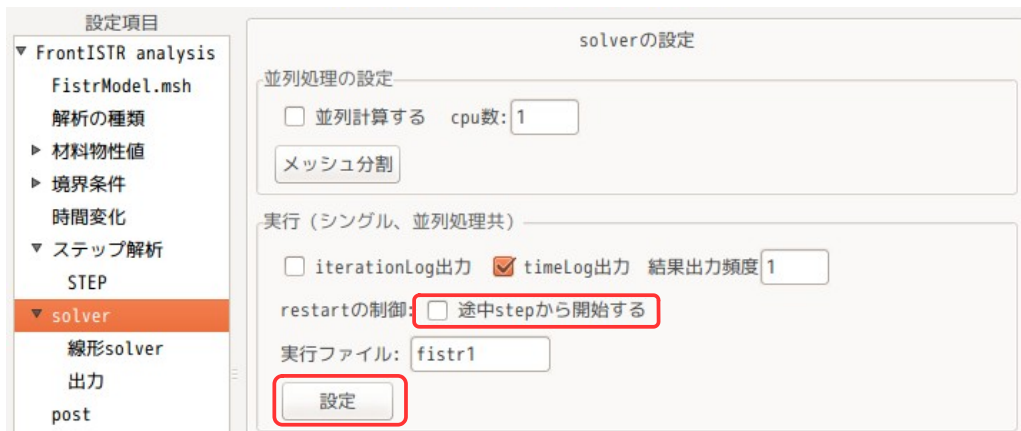 設定項目
FrontISTR analysis
FistrModel.msh
解析の種類
材料物性値
境界条件
時間変化
ステップ解析
STEP
solver
線形solver
出力
post
solverの設定
並列処理の設定
並列計算する cpu数: 1
メッシュ分割
実行（シングル、並列処理共）
iterationLog出力 timeLog出力 結果出力頻度 1
restartの制御: 途中stepから開始する
実行ファイル: fistr1
設定